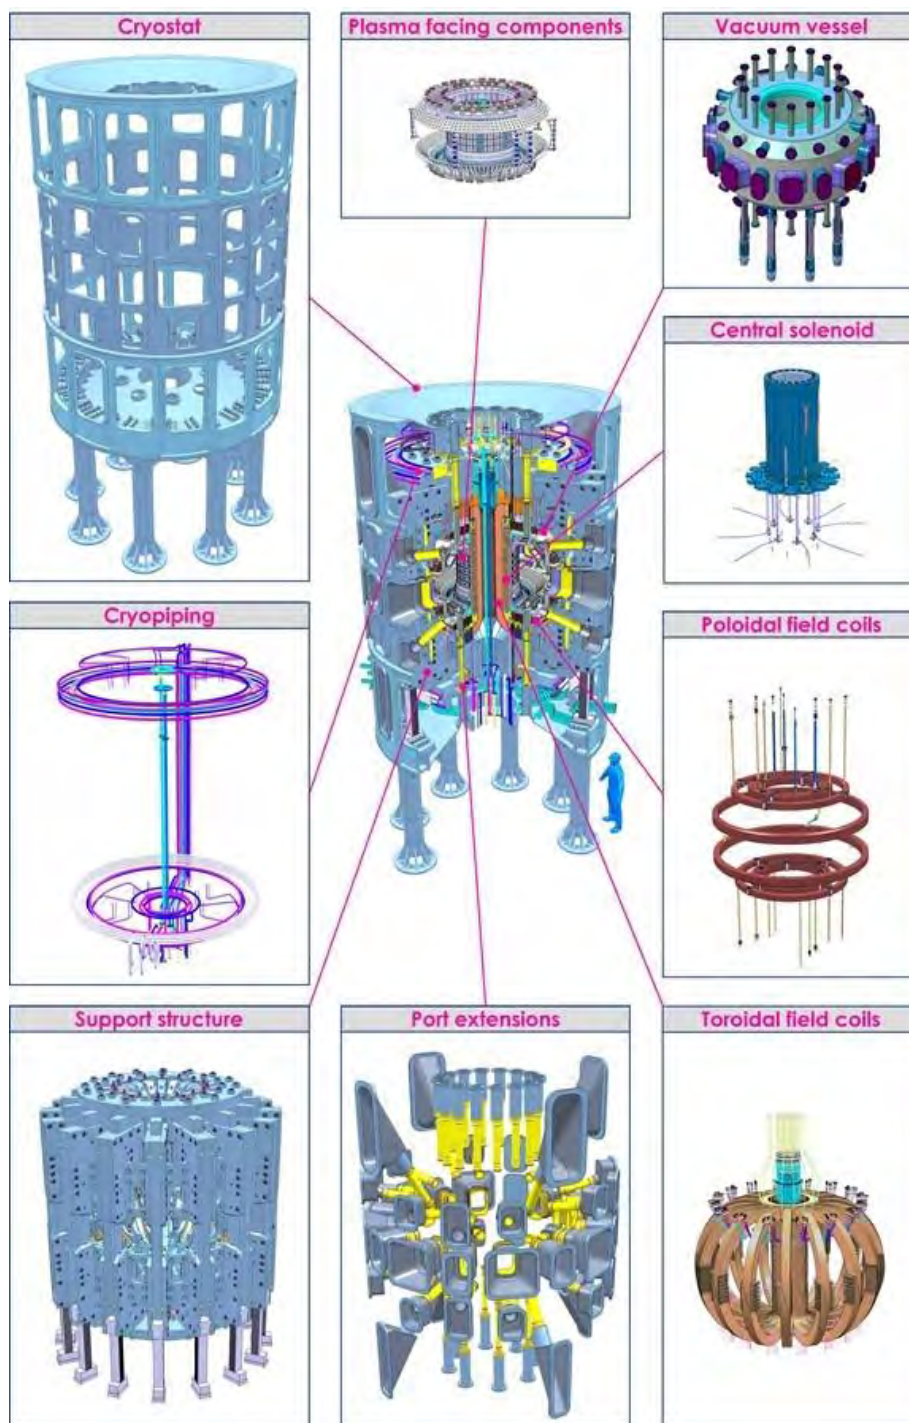 Cryostat
Plasma facing components
Vacuum vessel
Central solenoid
Cryopiping
Poloidal field coils
Support structure
Port extensions
Toroidal field coils